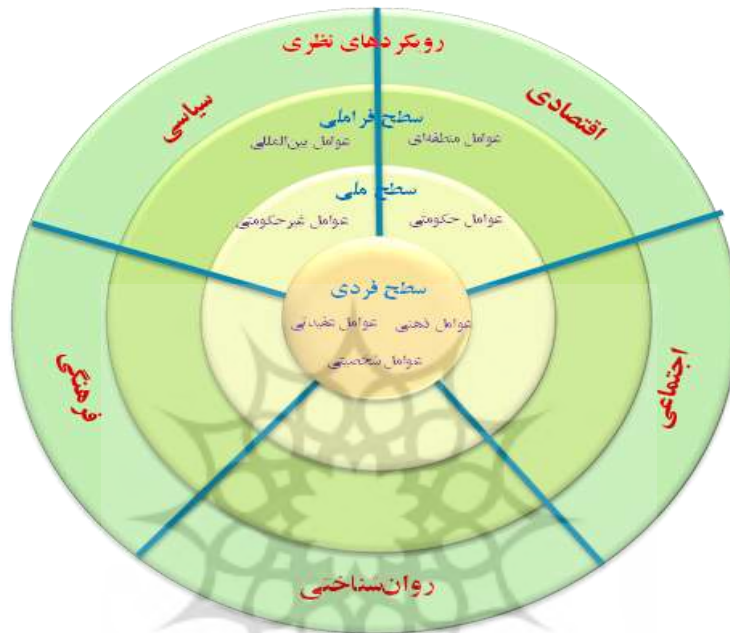 رویکردهای نظری
سیاسی
اقتصادی
سطح فراملی
عوامل منطقه‌ای
عوامل بین‌المللی
سطح ملی
عوامل حکومتی
عوامل غیرحکومتی
سطح فردی
عوامل ذهنی
عوامل عقیدتی
عوامل شخصیتی
اجتماعی
فرهنگی
روان‌شناختی